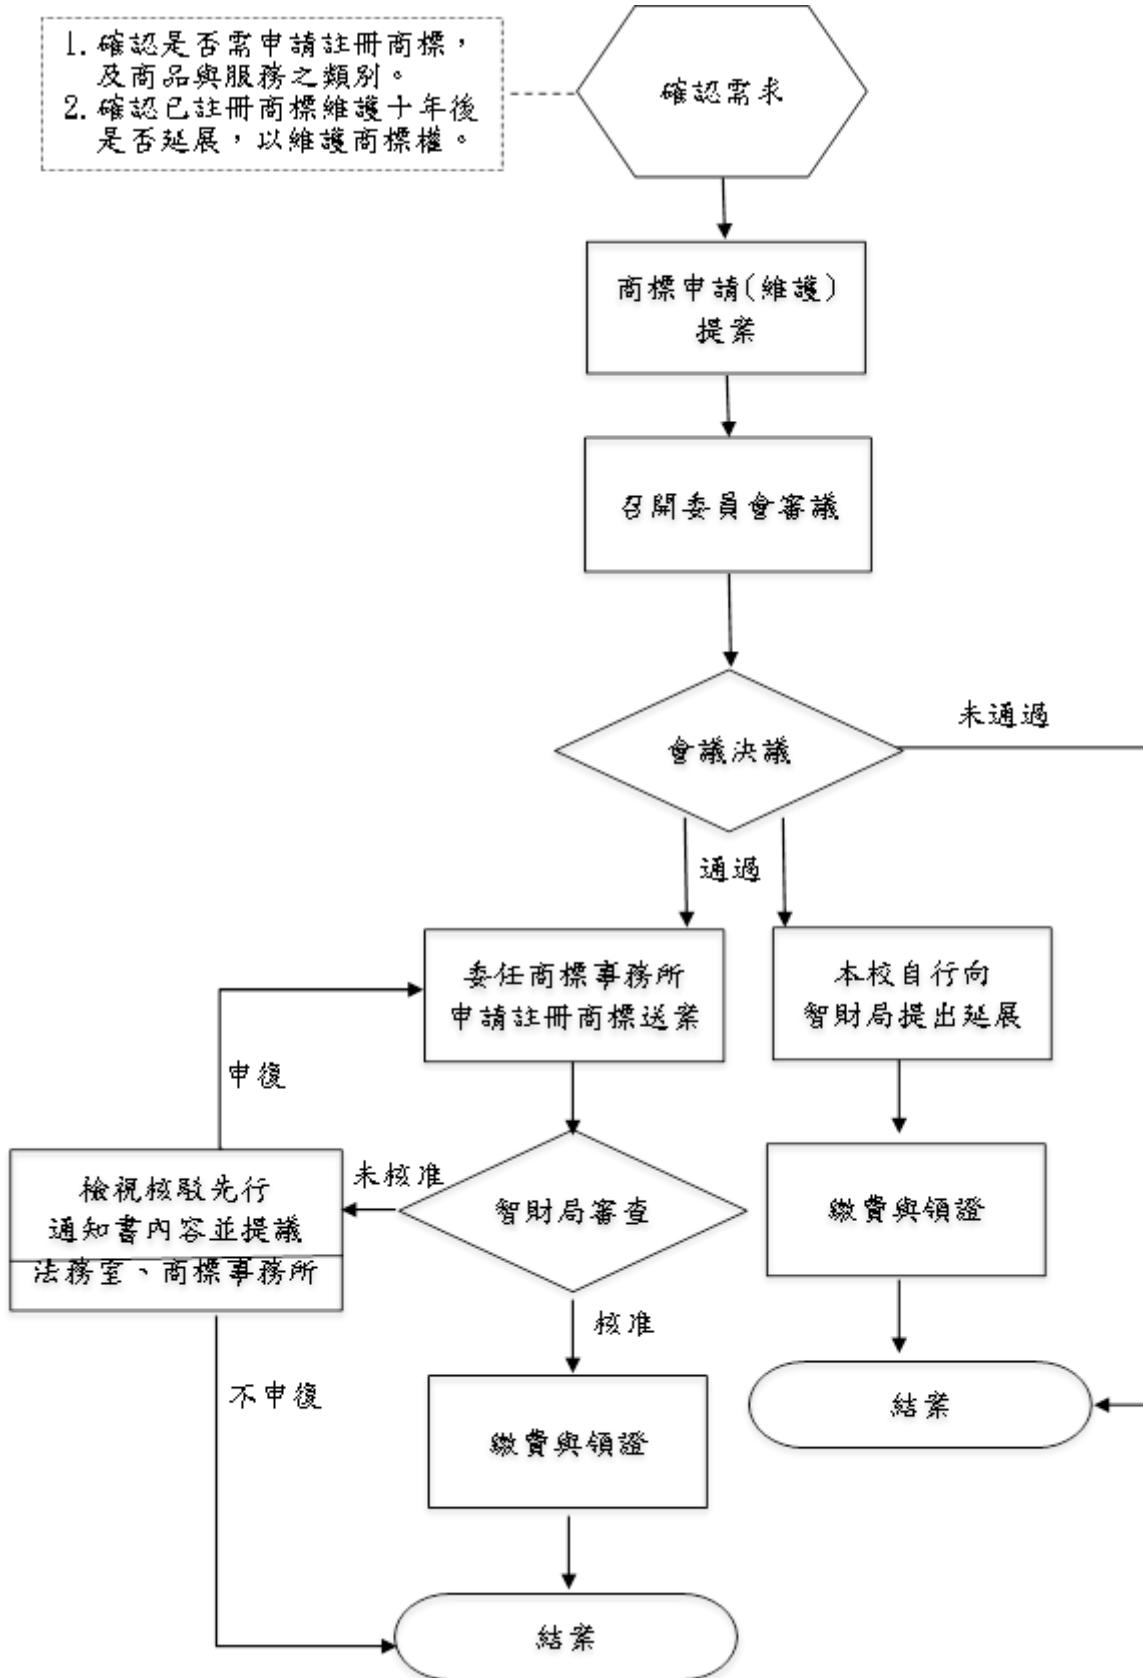 1. 確認是否需申請註冊商標，
及商品與服務之類別。
2. 確認已註冊商標維護十年後
是否延展，以維護商標權。
確認需求
商標申請(維護)
提案
召開委員會審議
會議決議
未通過
通過
委任商標事務所
申請註冊商標送案
本校自行向
智財局提出延展
申復
檢視核駁先行
通知書內容並提議
法務室、商標事務所
未核准
智財局審查
繳費與領證
核准
不申復
繳費與領證
結案
結案